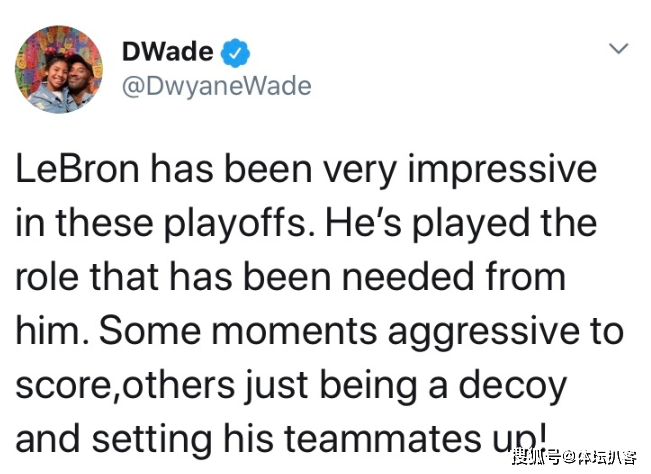 DWade
@DwyaneWade
LeBron has been very impressive
in these playoffs. He’s played the
role that has been needed from
him. Some moments aggressive to
score,others just being a decoy
and setting his teammates up!
搜狐号@体坛扒客